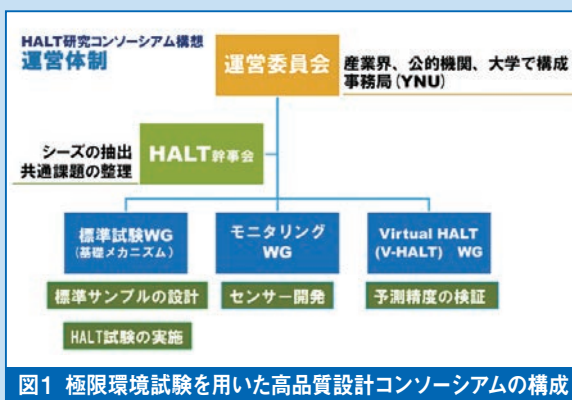 HALT研究コンソーシアム構想
運営体制
運営委員会
産業界、公的機関、大学で構成
事務局(YNU)
シーズの抽出
共通課題の整理
HALT幹事会
標準試験WG
(基礎メカニズム)
モニタリング
WG
Virtual HALT
(V-HALT) WG
標準サンプルの設計
センサー開発
予測精度の検証
HALT試験の実施
図1 極限環境試験を用いた高品質設計コンソーシアムの構成